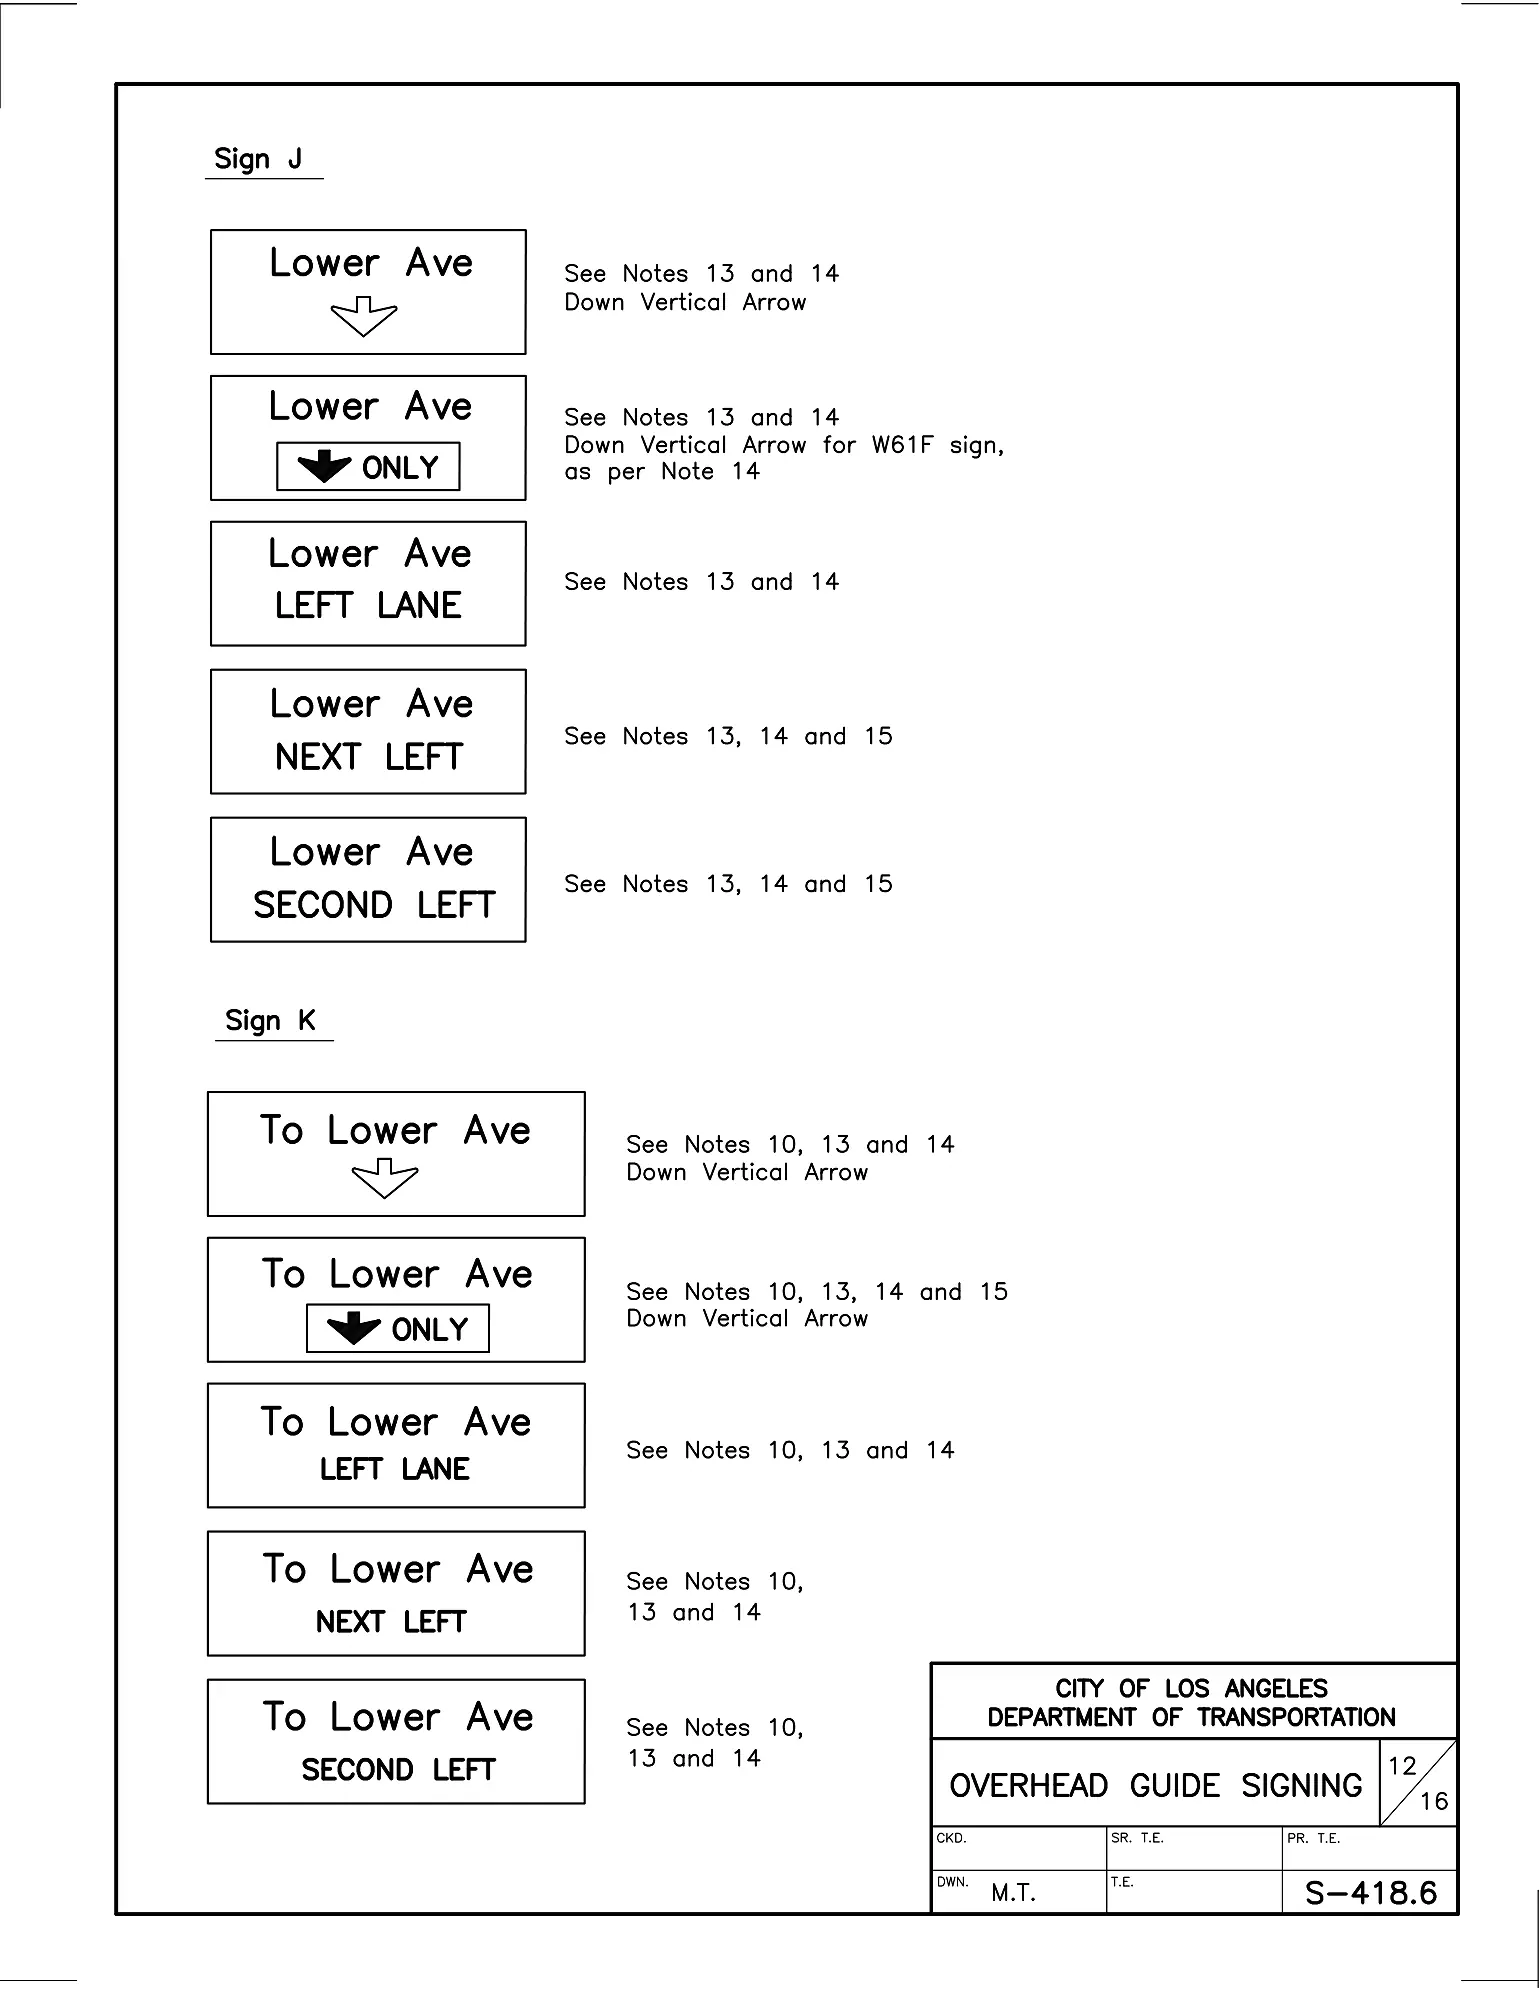 Sign J
Lower Ave
See Notes 13 and 14
Down Vertical Arrow
Lower Ave
ONLY
See Notes 13 and 14
Down Vertical Arrow for W61F sign,
as per Note 14
Lower Ave
LEFT LANE
See Notes 13 and 14
Lower Ave
NEXT LEFT
See Notes 13, 14 and 15
Lower Ave
SECOND LEFT
See Notes 13, 14 and 15
Sign K
To Lower Ave
See Notes 10, 13 and 14
Down Vertical Arrow
To Lower Ave
ONLY
See Notes 10, 13, 14 and 15
Down Vertical Arrow
To Lower Ave
LEFT LANE
See Notes 10, 13 and 14
To Lower Ave
NEXT LEFT
See Notes 10,
13 and 14
To Lower Ave
SECOND LEFT
See Notes 10,
13 and 14
CITY OF LOS ANGELES
DEPARTMENT OF TRANSPORTATION
OVERHEAD GUIDE SIGNING
12/16
CKD.
SR. T.E.
PR. T.E.
DWN. M.T.
T.E.
S-418.6